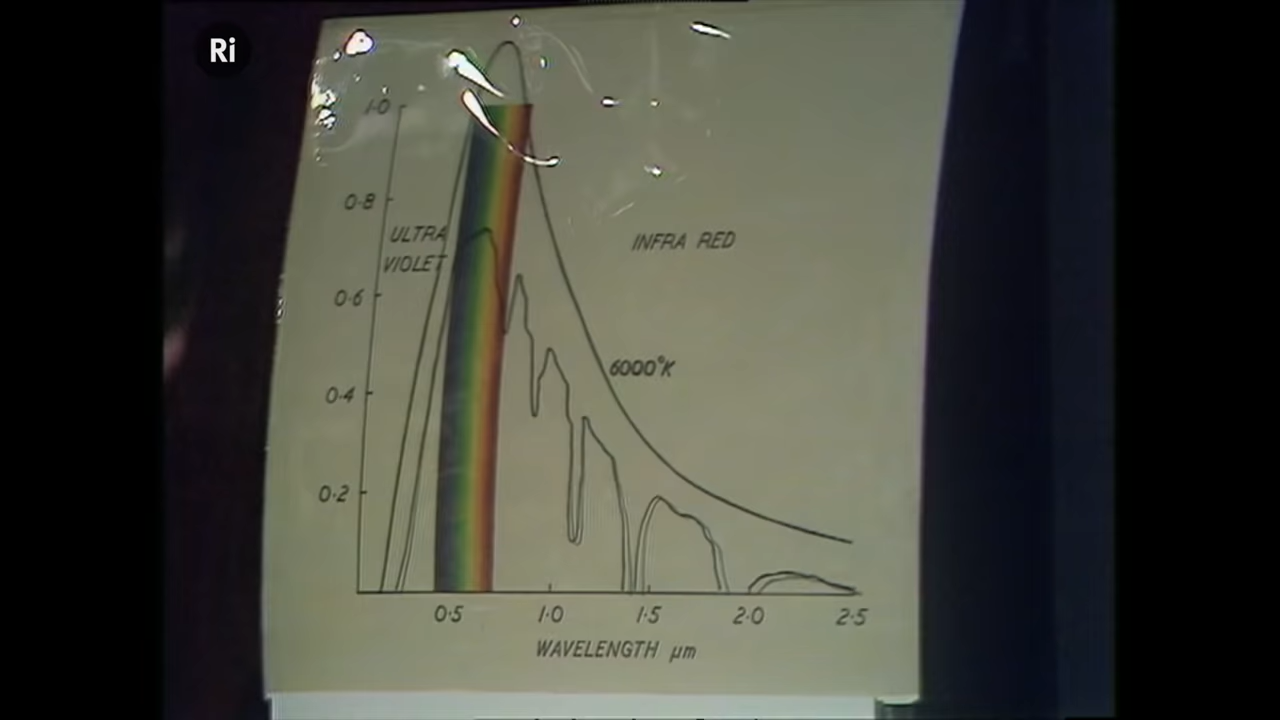 Ri
1·0
0·8
ULTRA
VIOLET
INFRA RED
0·6
6000°K
0·4
0·2
0·5 1·0 1·5 2·0 2·5
WAVELENGTH μm